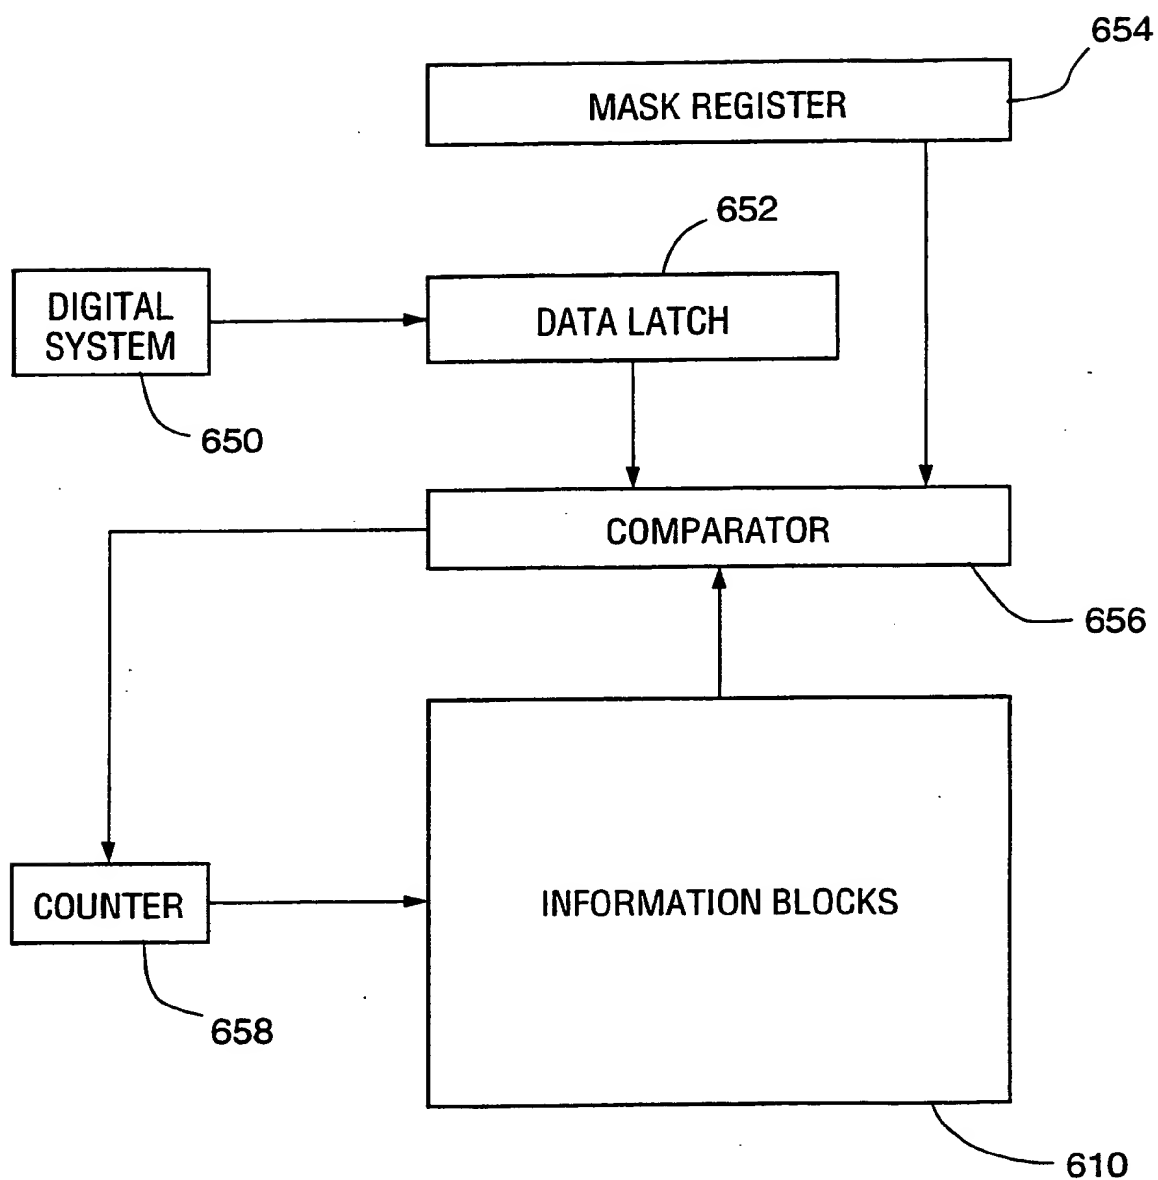 654
MASK REGISTER
652
DIGITAL
SYSTEM
DATA LATCH
650
COMPARATOR
656
COUNTER
INFORMATION BLOCKS
658
610